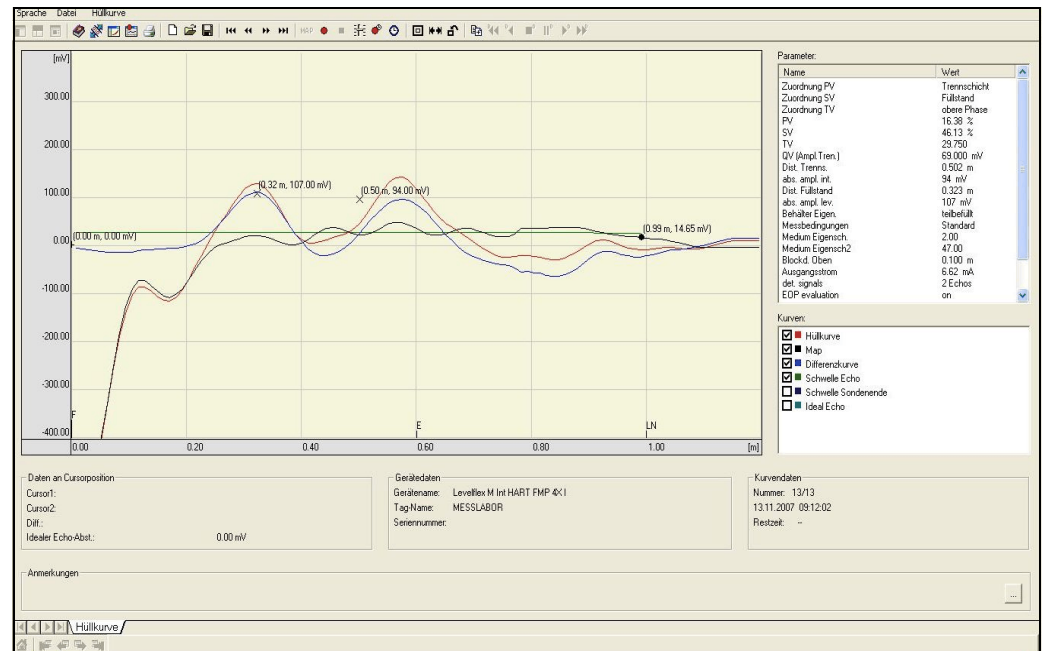 Sprache Datei Hüllkurve
MAP
[mV]
300.00
200.00
100.00
0.00
-100.00
-200.00
-300.00
-400.00
(0.00 m, 0.00 mV)
(0.32 m, 107.00 mV)
(0.50 m, 94.00 mV)
(0.99 m, 14.65 mV)
F
E
LN
0.00 0.20 0.40 0.60 0.80 1.00 [m]
Parameter:
Name Wert
Zuordnung PV Trennschicht
Zuordnung SV Füllstand
Zuordnung TV obere Phase
PV 16.38 %
SV 46.13 %
TV 29.750
QV (Ampl.Tren.) 69.000 mV
Dist. Trenns. 0.502 m
abs. ampl. int. 94 mV
Dist. Füllstand 0.323 m
abs. ampl. lev. 107 mV
Behälter Eigen. teilbefüllt
Messbedingungen Standard
Medium Eigensch. 2.00
Medium Eigensch2 47.00
Blockd. Oben 0.100 m
Ausgangsstrom 6.62 mA
det. signals 2 Echos
EOP evaluation on
Kurven:
Hüllkurve
Map
Differenzkurve
Schwelle Echo
Schwelle Sondenende
Ideal Echo
Daten an Cursorposition
Cursor1:
Cursor2:
Diff.:
Idealer Echo-Abst.: 0.00 mV
Gerätedaten
Gerätename: Levelflex M Int HART FMP 4X I
Tag-Name: MESSLABOR
Seriennummer:
Kurvendaten
Nummer: 13/13
13.11.2007 09:12:02
Restzeit: --
Anmerkungen
...
Hüllkurve